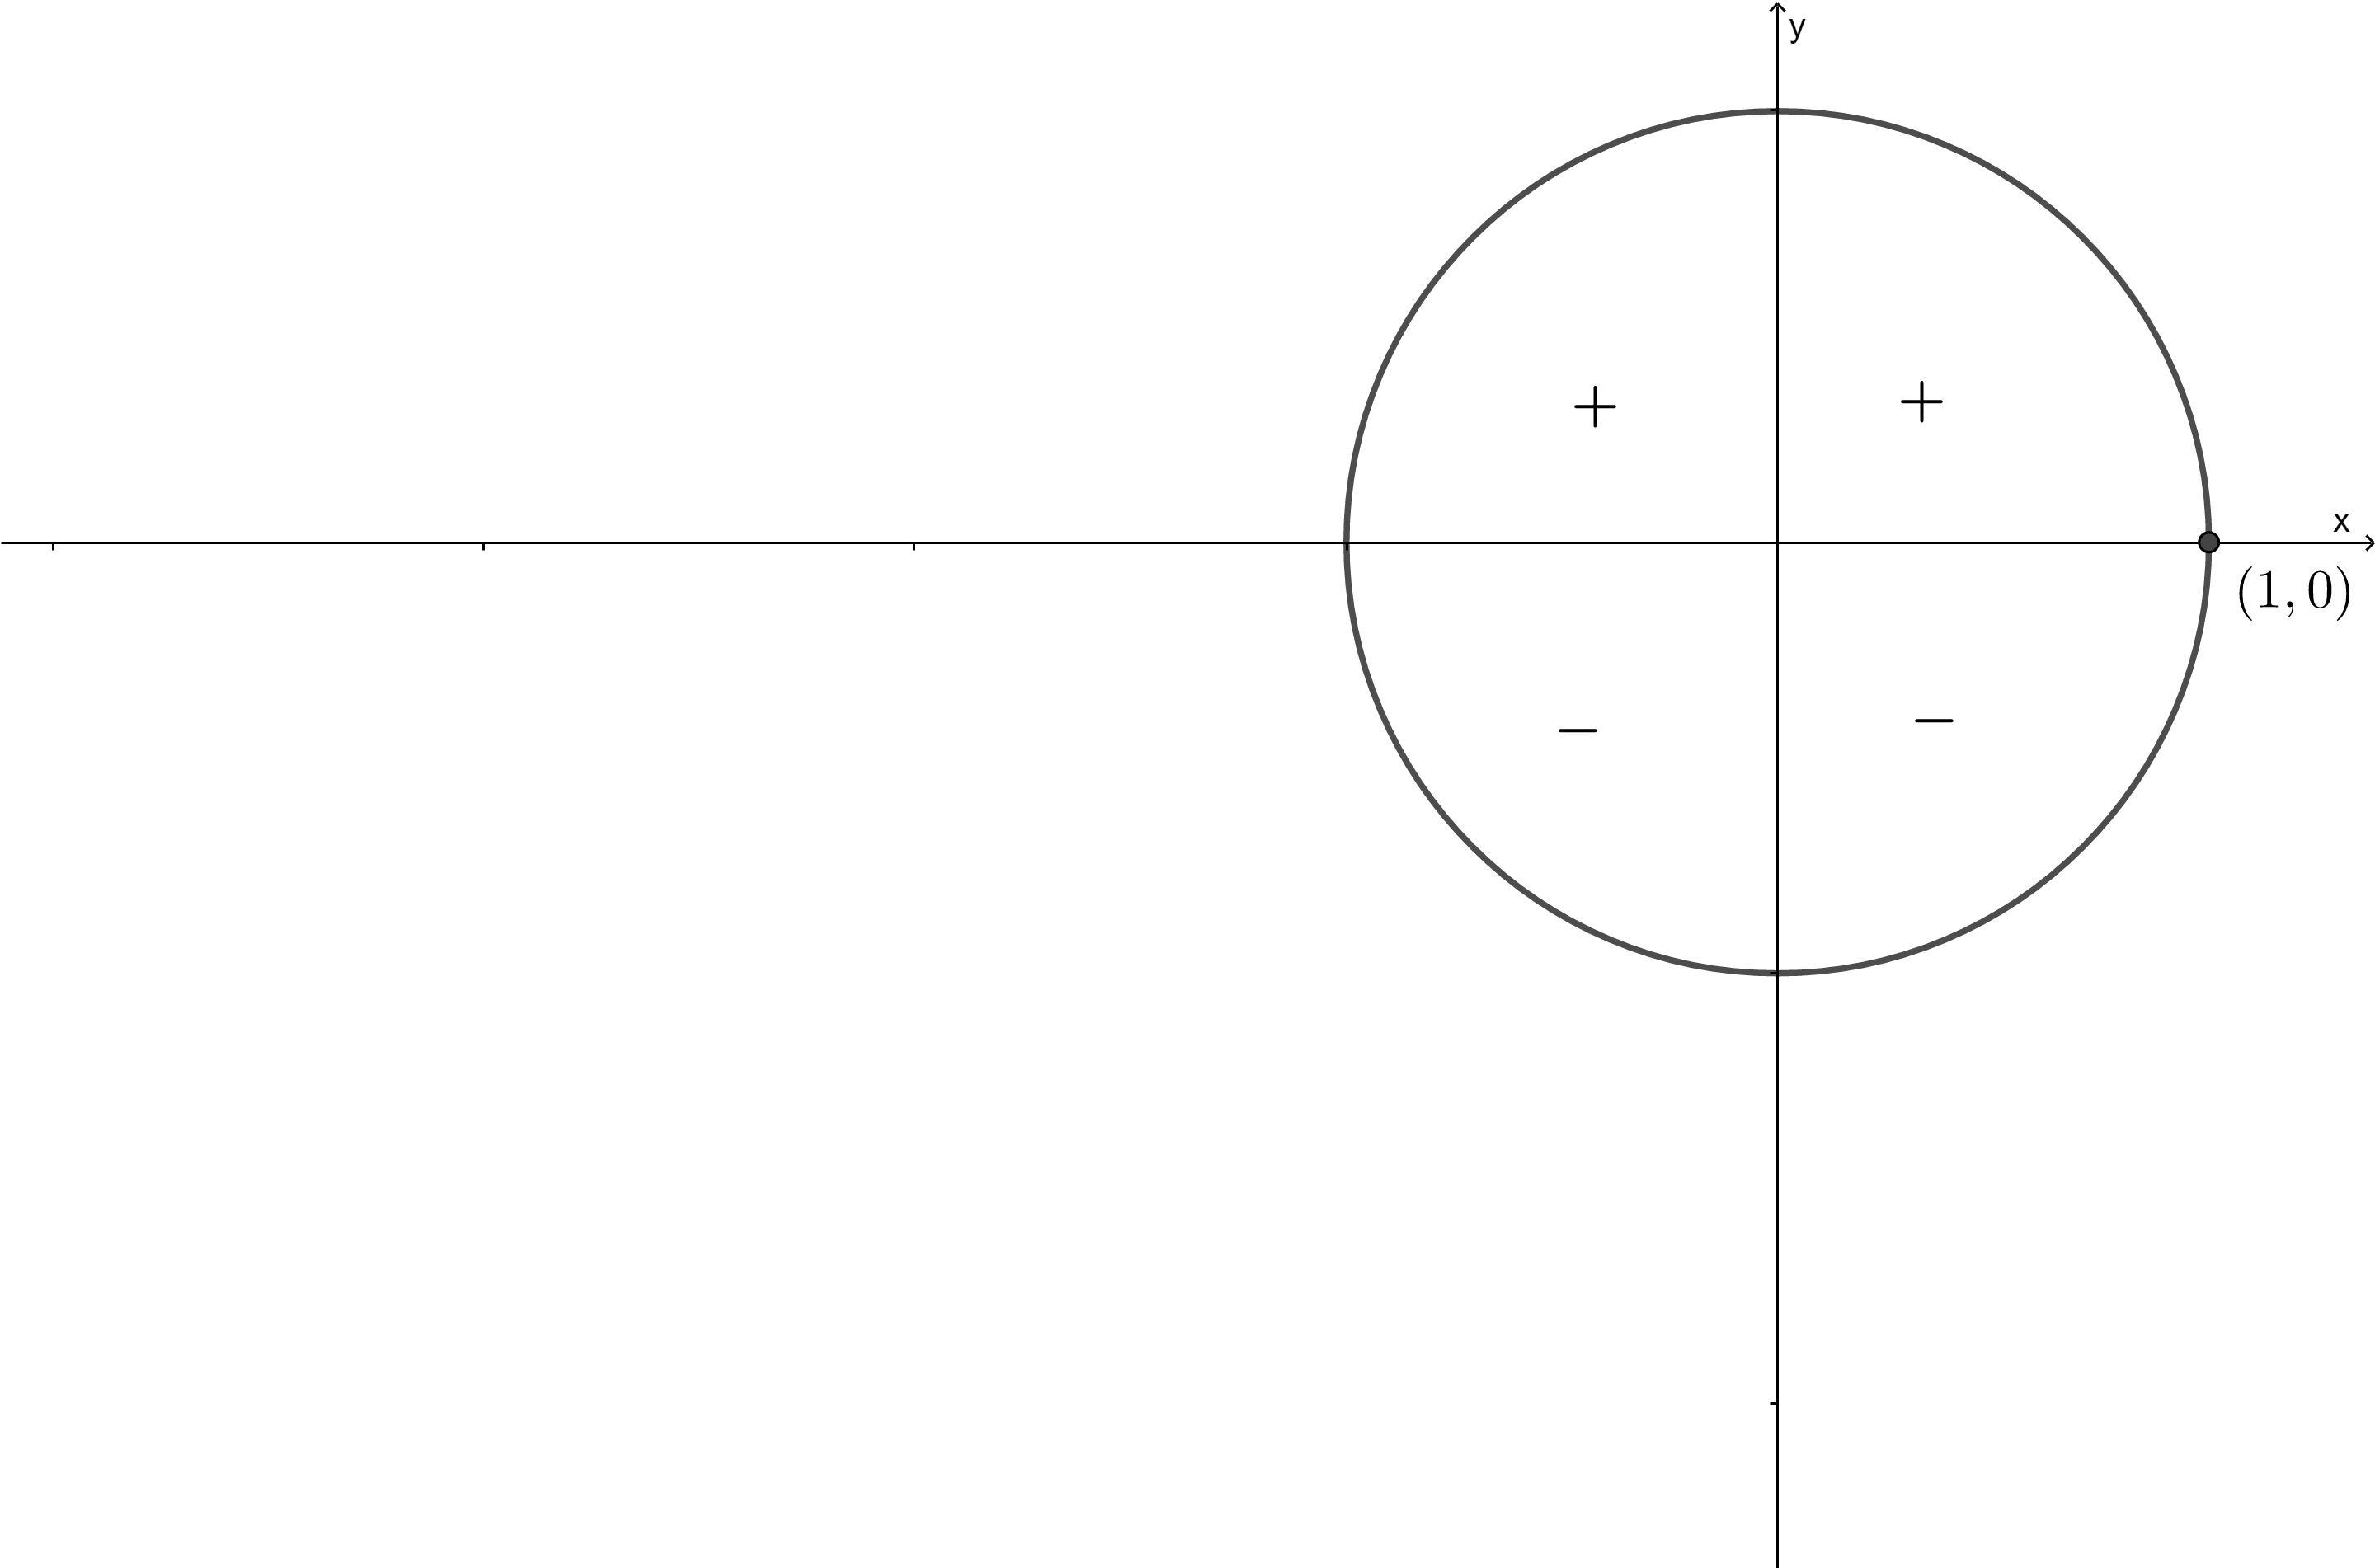 y
+ +
x
(1, 0)
− −